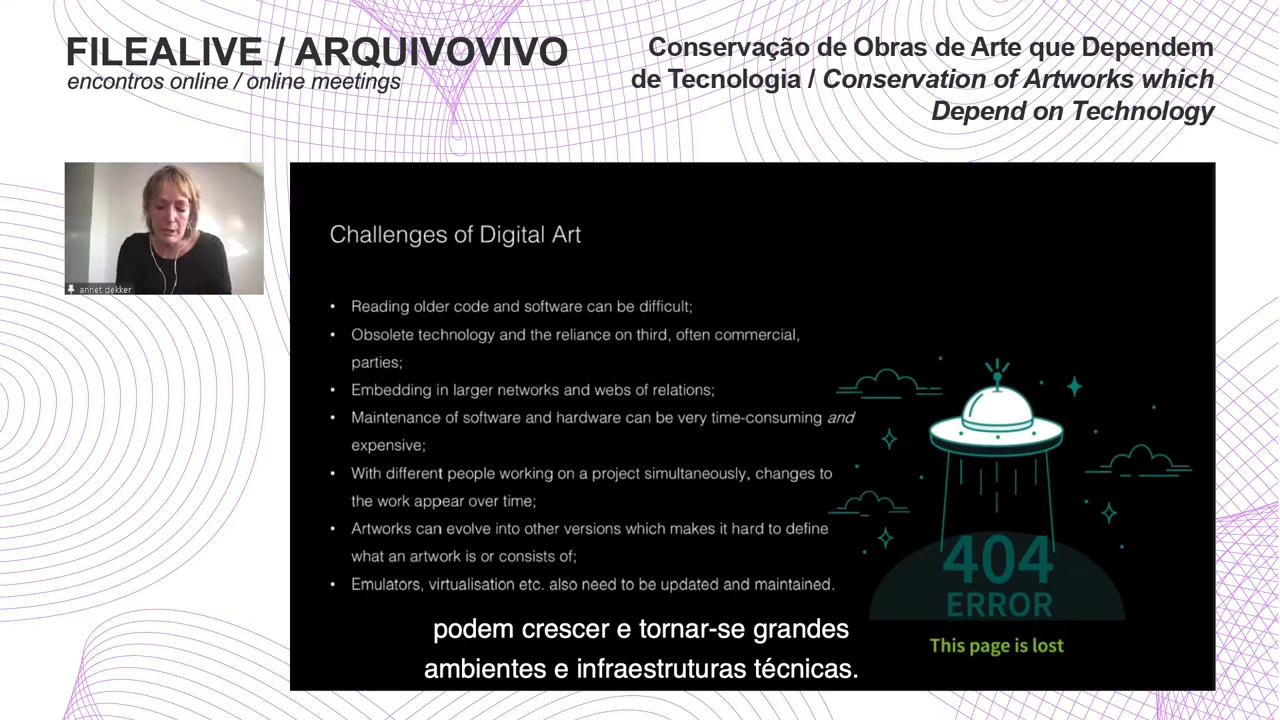 FILEALIVE / ARQUIVOVIVO
encontros online / online meetings
Conservação de Obras de Arte que Dependem
de Tecnologia / Conservation of Artworks which
Depend on Technology
annet dekker
Challenges of Digital Art
• Reading older code and software can be difficult;
• Obsolete technology and the reliance on third, often commercial,
parties;
• Embedding in larger networks and webs of relations;
• Maintenance of software and hardware can be very time-consuming and
expensive;
• With different people working on a project simultaneously, changes to
the work appear over time;
• Artworks can evolve into other versions which makes it hard to define
what an artwork is or consists of;
• Emulators, virtualisation etc. also need to be updated and maintained.
404
ERROR
This page is lost
podem crescer e tornar-se grandes
ambientes e infraestruturas técnicas.